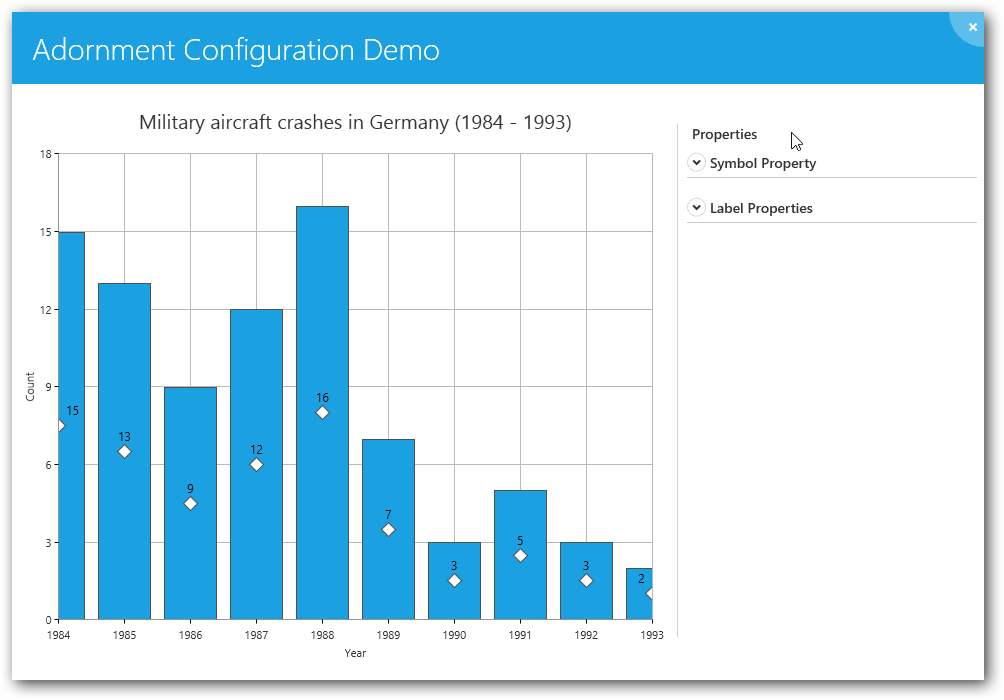 Adornment Configuration Demo
Military aircraft crashes in Germany (1984 - 1993)
Properties
Symbol Property
Label Properties
18
15
12
9
6
3
0
Count
15
13
9
12
16
7
3
5
3
2
1984 1985 1986 1987 1988 1989 1990 1991 1992 1993
Year